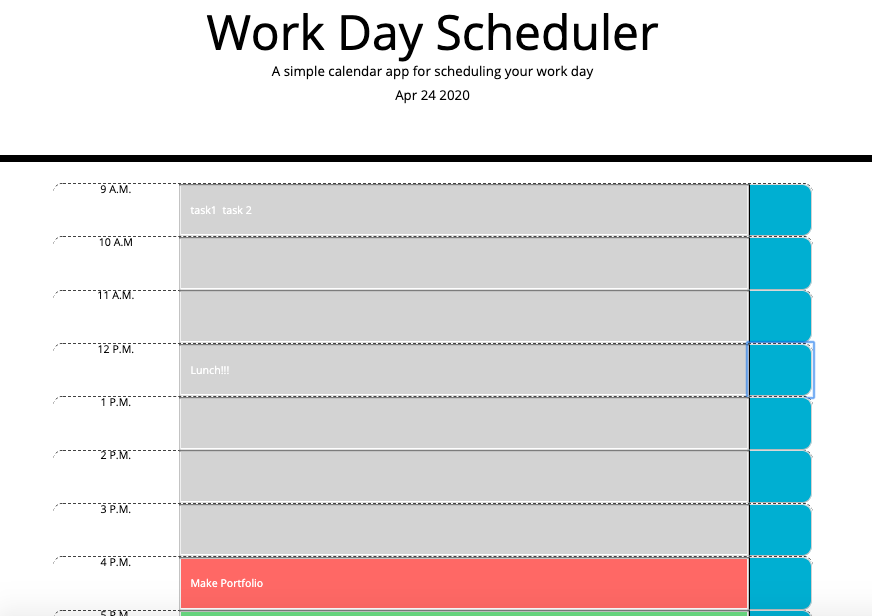 Work Day Scheduler
A simple calendar app for scheduling your work day
Apr 24 2020
9 A.M.
task1  task 2
10 A.M
11 A.M.
12 P.M.
Lunch!!!
1 P.M.
2 P.M.
3 P.M.
4 P.M.
Make Portfolio
5 P.M.